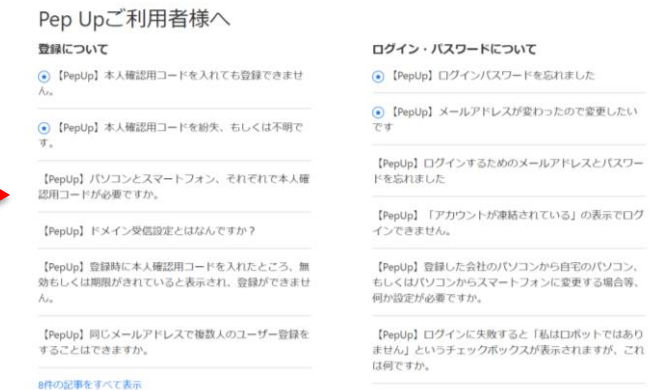 Pep Upご利用者様へ
登録について
【PepUp】本人確認用コードを入れても登録できませ
ん。
【PepUp】本人確認用コードを紛失、もしくは不明で
す。
【PepUp】パソコンとスマートフォン、それぞれで本人確
認用コードが必要ですか。
【PepUp】ドメイン受信設定とはなんですか？
【PepUp】登録時に本人確認用コードを入れたところ、無
効もしくは期限がきれていると表示され、登録ができませ
ん。
【PepUp】同じメールアドレスで複数人のユーザー登録を
することはできますか。
8件の記事をすべて表示
ログイン・パスワードについて
【PepUp】ログインパスワードを忘れました
【PepUp】メールアドレスが変わったので変更したい
です
【PepUp】ログインするためのメールアドレスとパスワー
ドを忘れました
【PepUp】「アカウントが凍結されている」の表示でログ
インできません。
【PepUp】登録した会社のパソコンから自宅のパソコン、
もしくはパソコンからスマートフォンに変更する場合等、
何か設定が必要ですか。
【PepUp】ログインに失敗すると「私はロボットではあり
ません」というチェックボックスが表示されますが、これ
は何ですか。